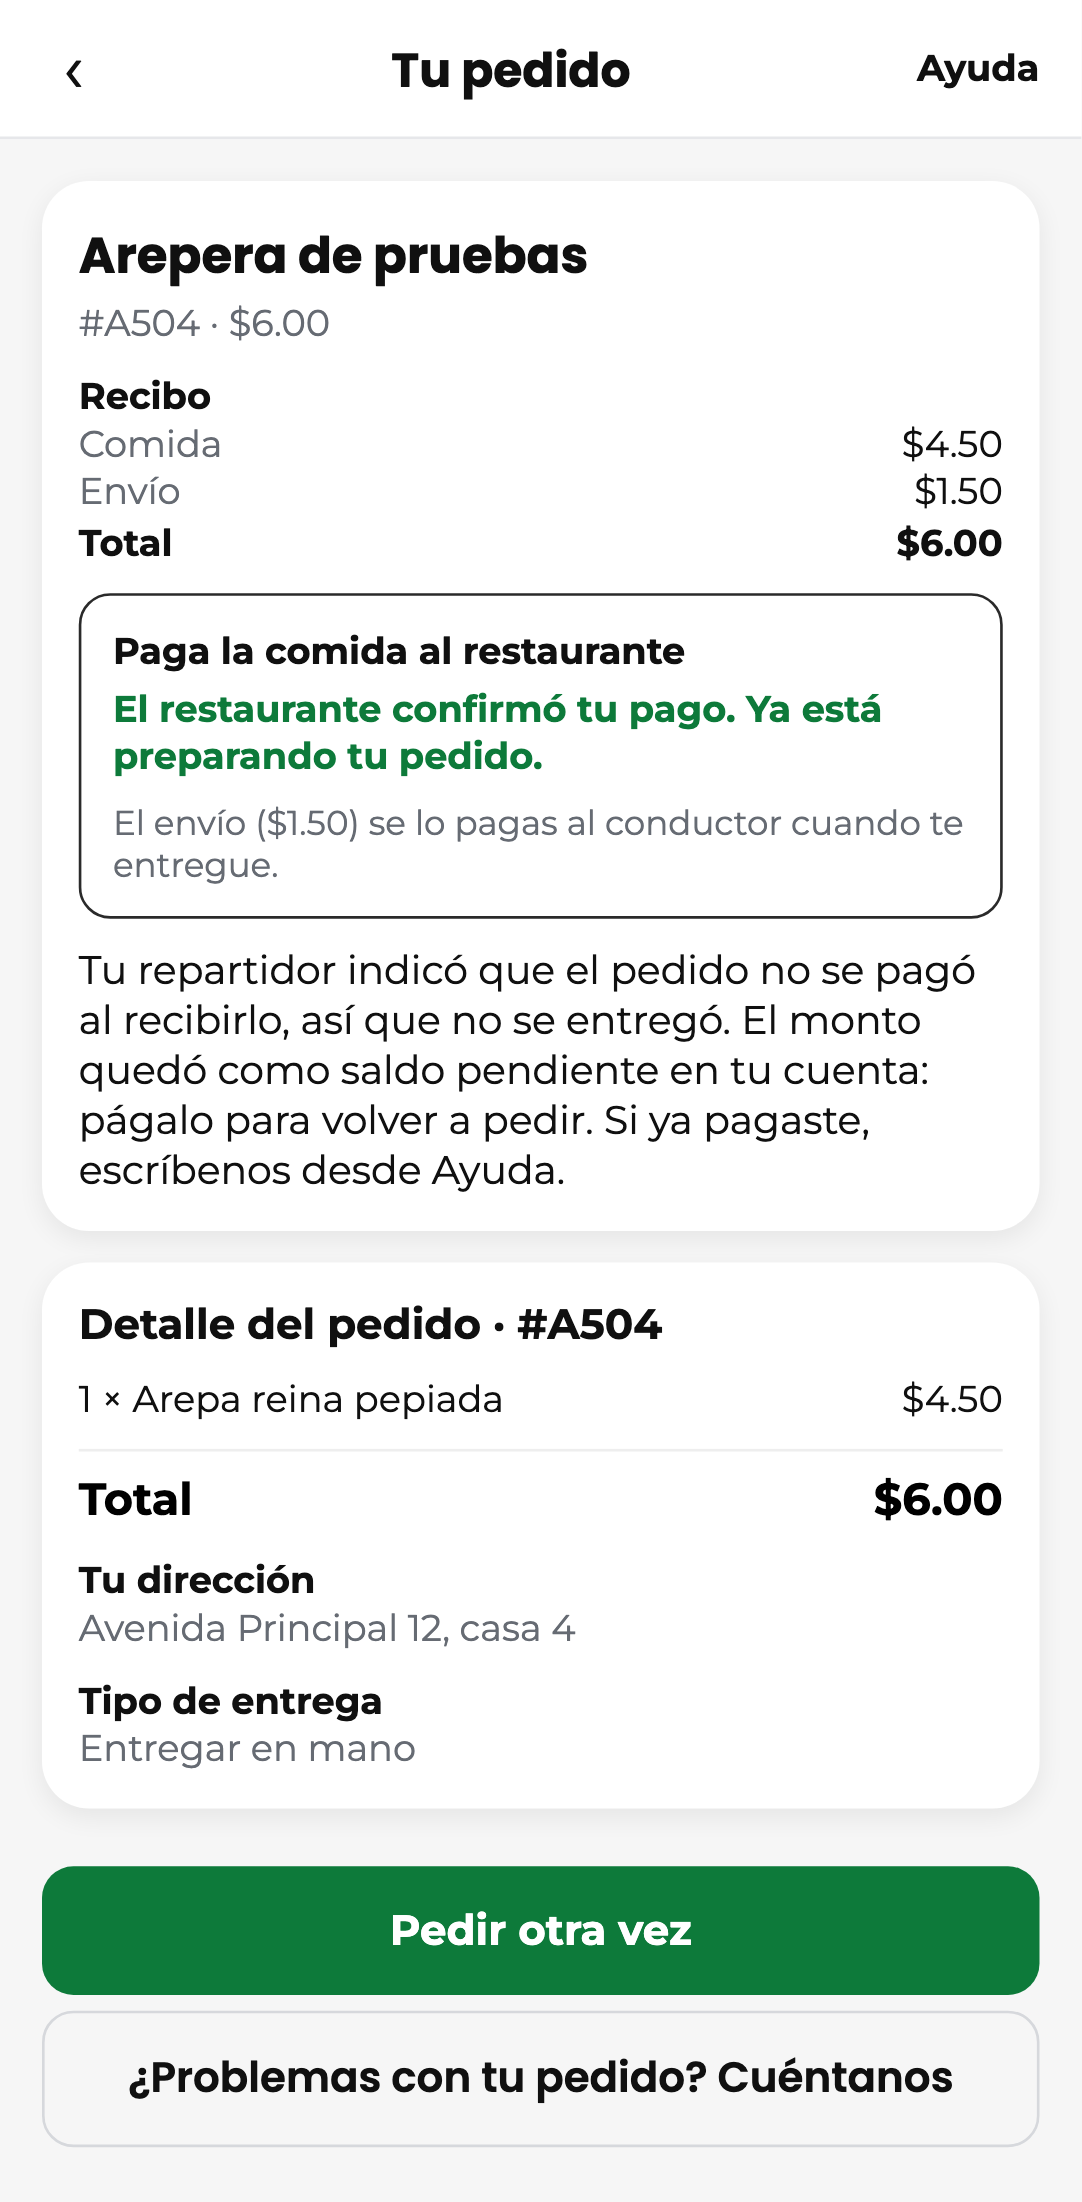 ‹
Tu pedido
Ayuda
Arepera de pruebas
#A504 · $6.00
Recibo
Comida $4.50
Envío $1.50
Total $6.00
Paga la comida al restaurante
El restaurante confirmó tu pago. Ya está
preparando tu pedido.
El envío ($1.50) se lo pagas al conductor cuando te
entregue.
Tu repartidor indicó que el pedido no se pagó
al recibirlo, así que no se entregó. El monto
quedó como saldo pendiente en tu cuenta:
págalo para volver a pedir. Si ya pagaste,
escríbenos desde Ayuda.
Detalle del pedido · #A504
1 × Arepa reina pepiada $4.50
Total $6.00
Tu dirección
Avenida Principal 12, casa 4
Tipo de entrega
Entregar en mano
Pedir otra vez
¿Problemas con tu pedido? Cuéntanos